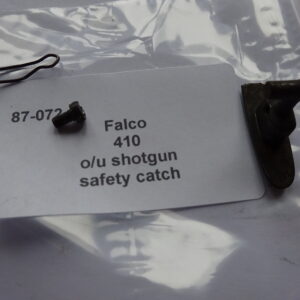 87-072
Falco
410
o/u shotgun
safety catch